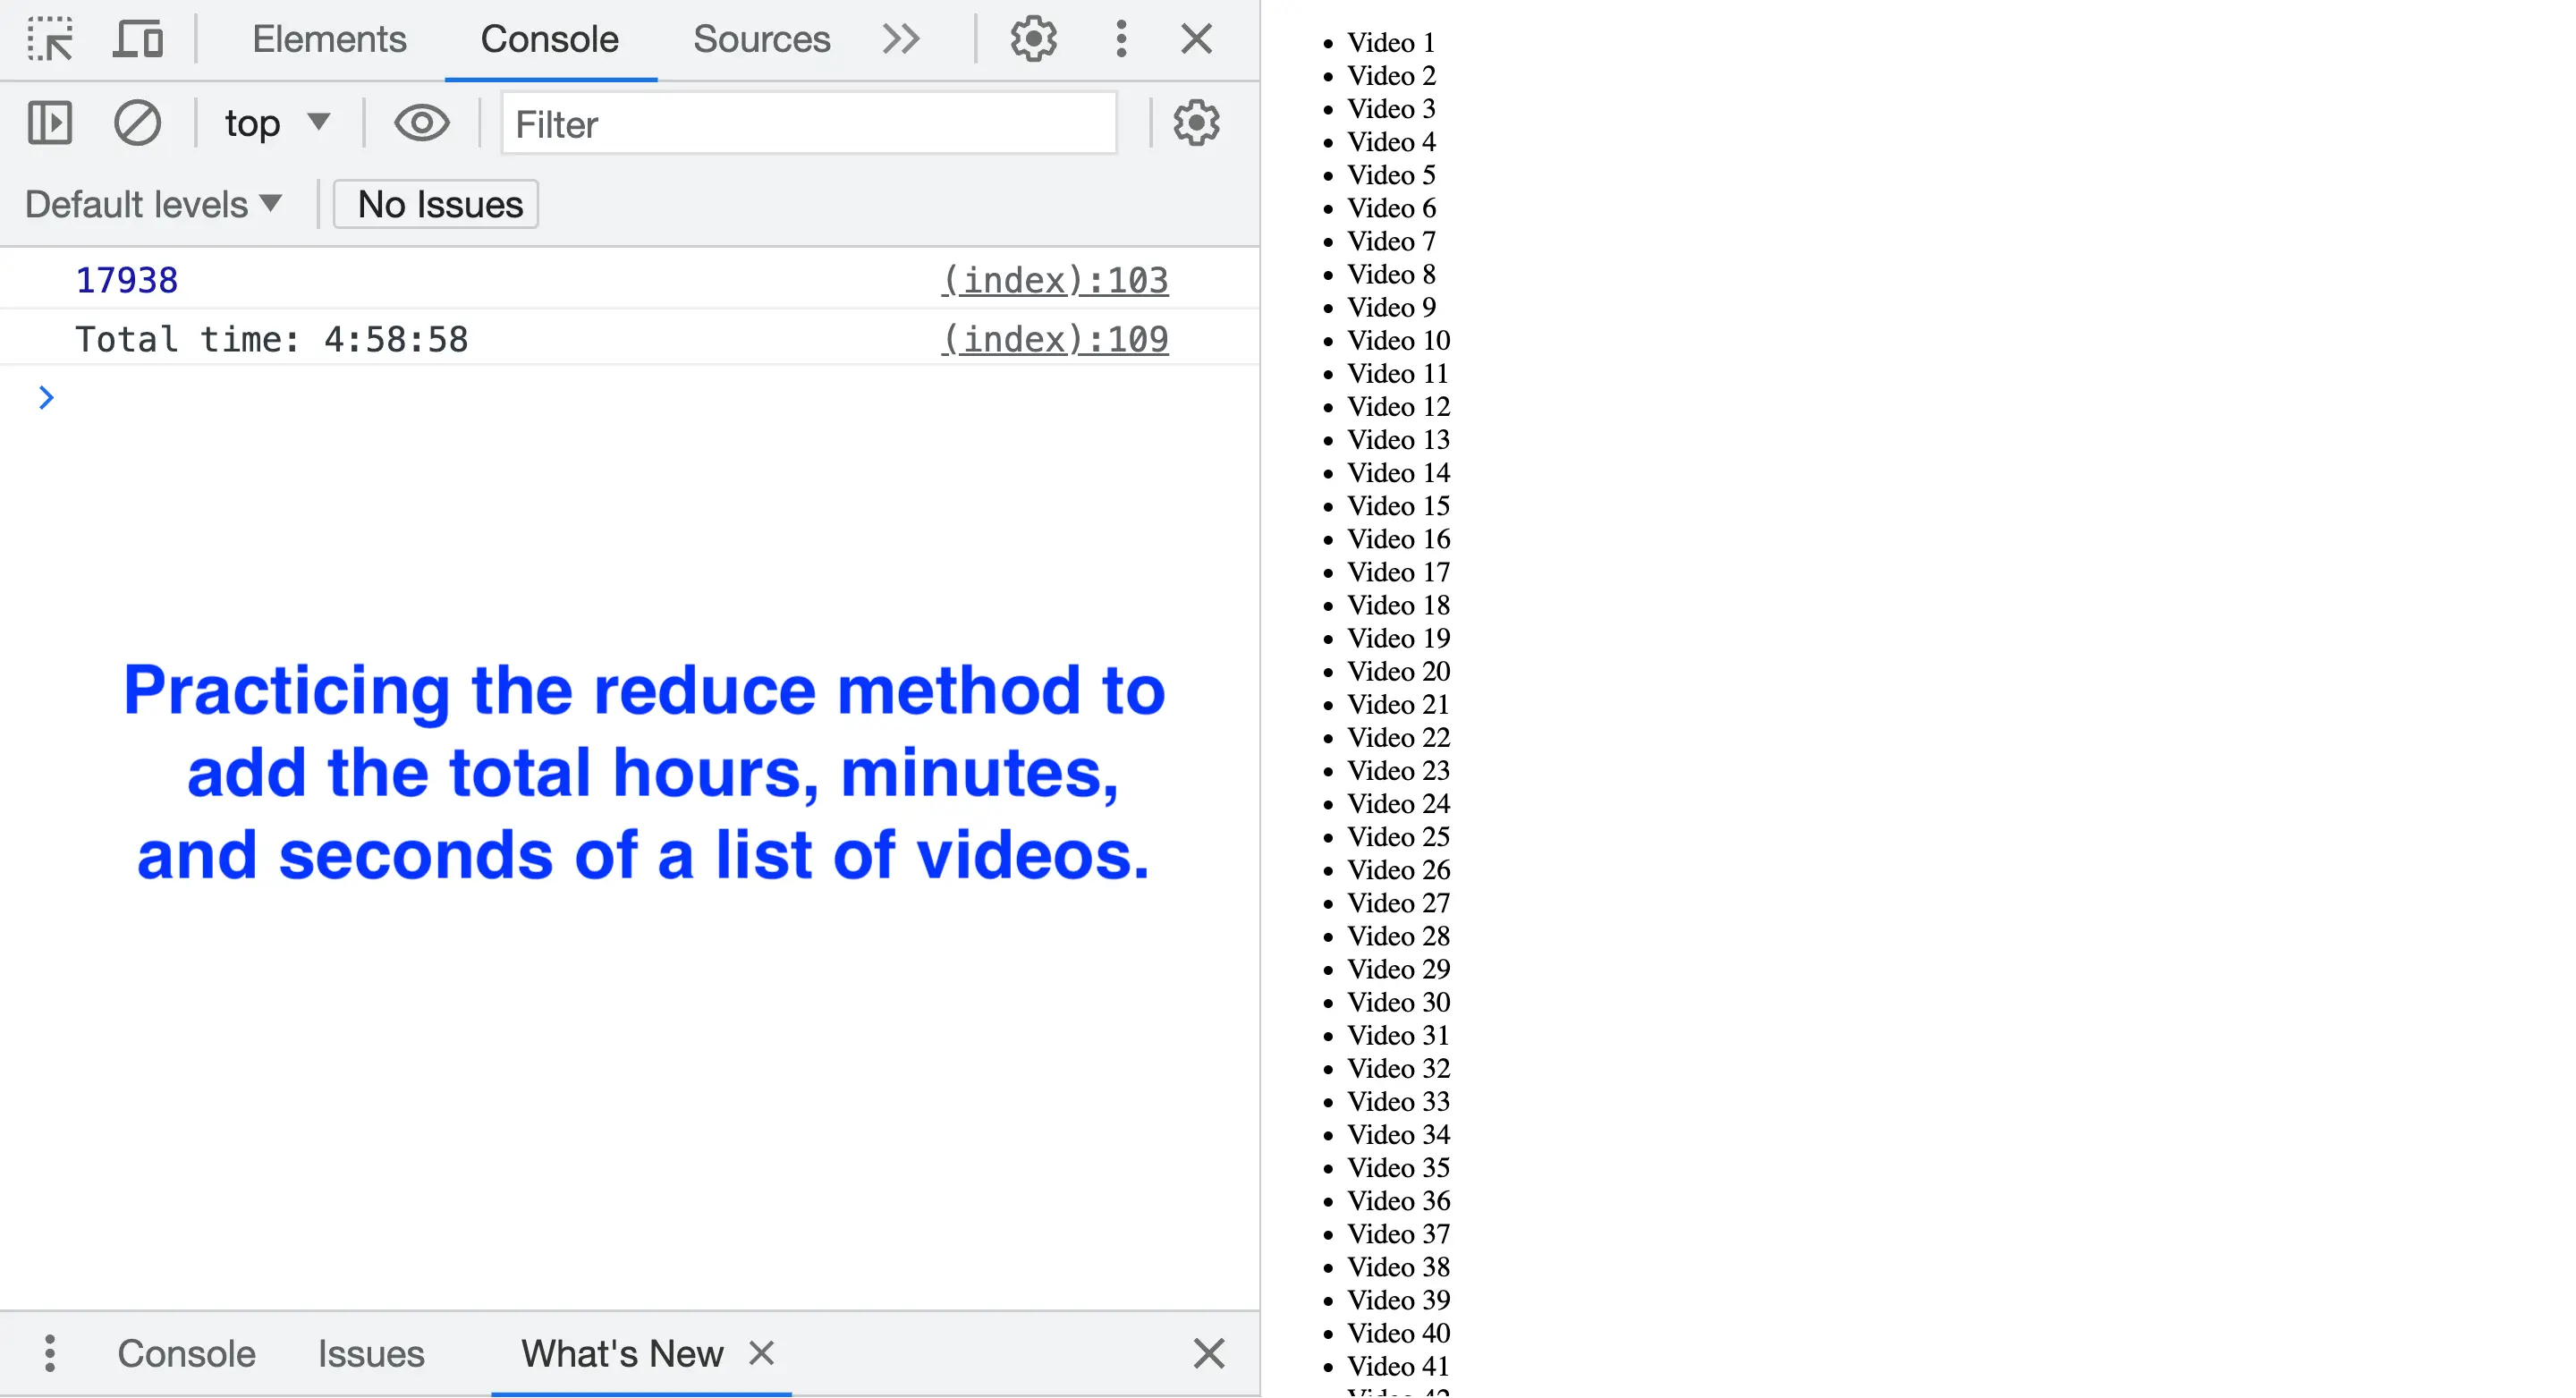 Elements Console Sources
top Filter
Default levels No Issues
17938 (index):103
Total time: 4:58:58 (index):109
Practicing the reduce method to
add the total hours, minutes,
and seconds of a list of videos.
Console Issues What's New
Video 1
Video 2
Video 3
Video 4
Video 5
Video 6
Video 7
Video 8
Video 9
Video 10
Video 11
Video 12
Video 13
Video 14
Video 15
Video 16
Video 17
Video 18
Video 19
Video 20
Video 21
Video 22
Video 23
Video 24
Video 25
Video 26
Video 27
Video 28
Video 29
Video 30
Video 31
Video 32
Video 33
Video 34
Video 35
Video 36
Video 37
Video 38
Video 39
Video 40
Video 41